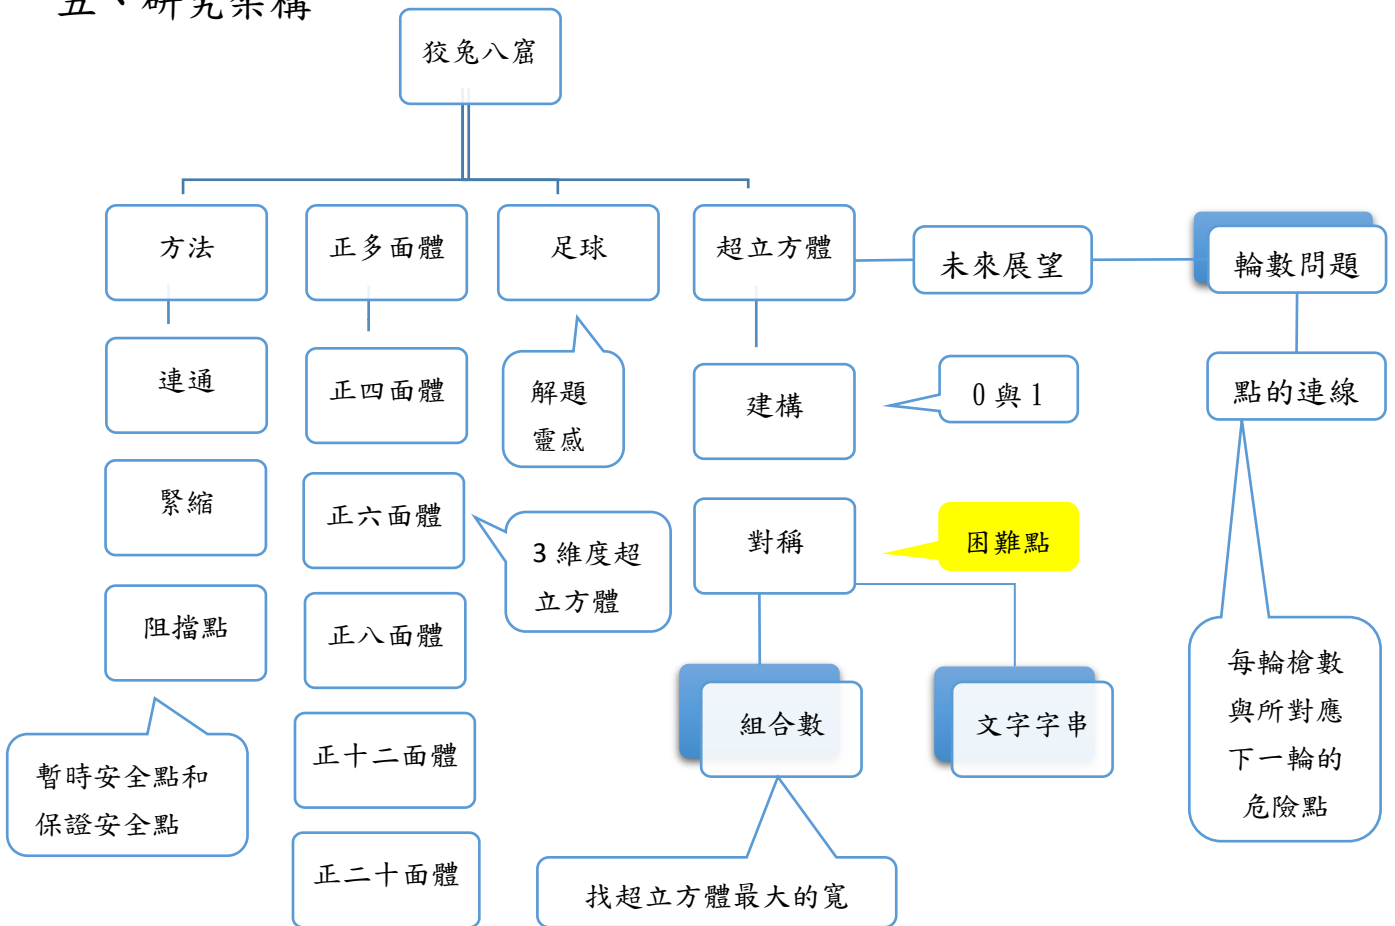 五、研究架構
狡兔八窟
方法
正多面體
足球
超立方體
未來展望
輪數問題
連通
緊縮
阻擋點
暫時安全點和
保證安全點
正四面體
正六面體
3 維度超
立方體
正八面體
正十二面體
正二十面體
解題
靈感
建構
0 與 1
對稱
困難點
組合數
文字字串
找超立方體最大的寬
點的連線
每輪槍數
與所對應
下一輪的
危險點